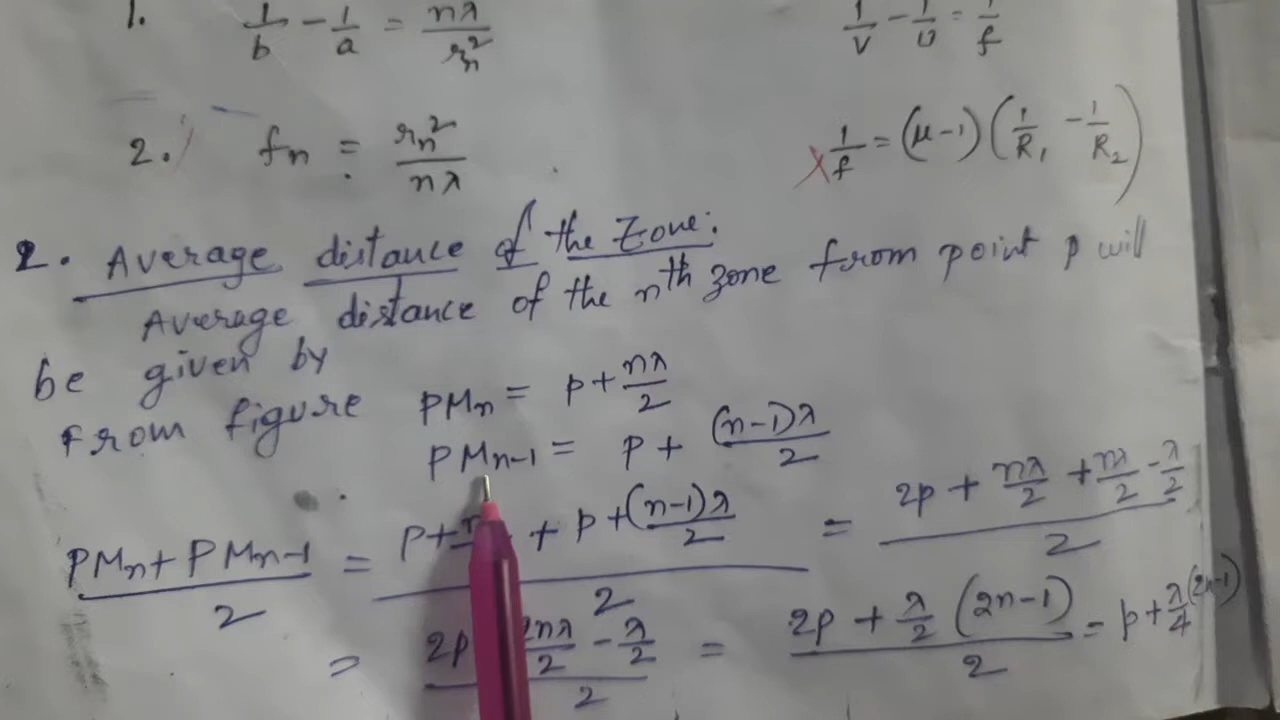 1. 1/b - 1/a = nλ/rn² 1/v - 1/u = 1/f
2. fn = rn²/nλ x 1/f = (μ-1)(1/R1 - 1/R2)
2. Average distance of the Zone:
Average distance of the nth zone from point p will
be given by
From figure PMn = p + nλ/2
PMn-1 = p + (n-1)λ/2
PMn + PMn-1 / 2 = p + + p + (n-1)λ/2 / 2 = 2p + nλ/2 + nλ/2 - λ/2 / 2
= 2p 2nλ/2 - λ/2 / 2 = 2p + λ/2 (2n-1) / 2 = p + λ/4 (2n-1)